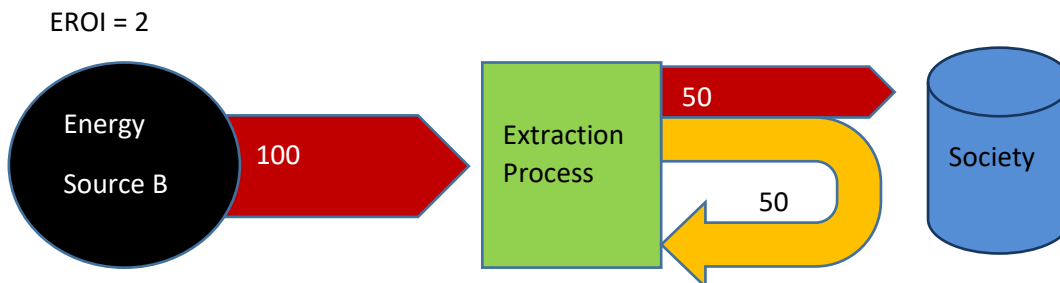 EROI = 2
Energy
Source B
100
Extraction
Process
50
50
Society